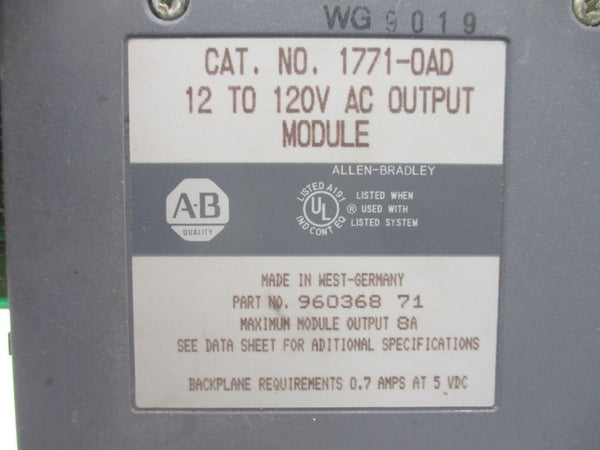 WG 9019
CAT. NO. 1771-OAD
12 TO 120V AC OUTPUT
MODULE
ALLEN-BRADLEY
A·B
QUALITY
LISTED A191
UL
IND CONT EQ
®
LISTED WHEN
USED WITH
LISTED SYSTEM
MADE IN WEST-GERMANY
PART NO. 960368 71
MAXIMUM MODULE OUTPUT 8A
SEE DATA SHEET FOR ADITIONAL SPECIFICATIONS
BACKPLANE REQUIREMENTS 0.7 AMPS AT 5 VDC